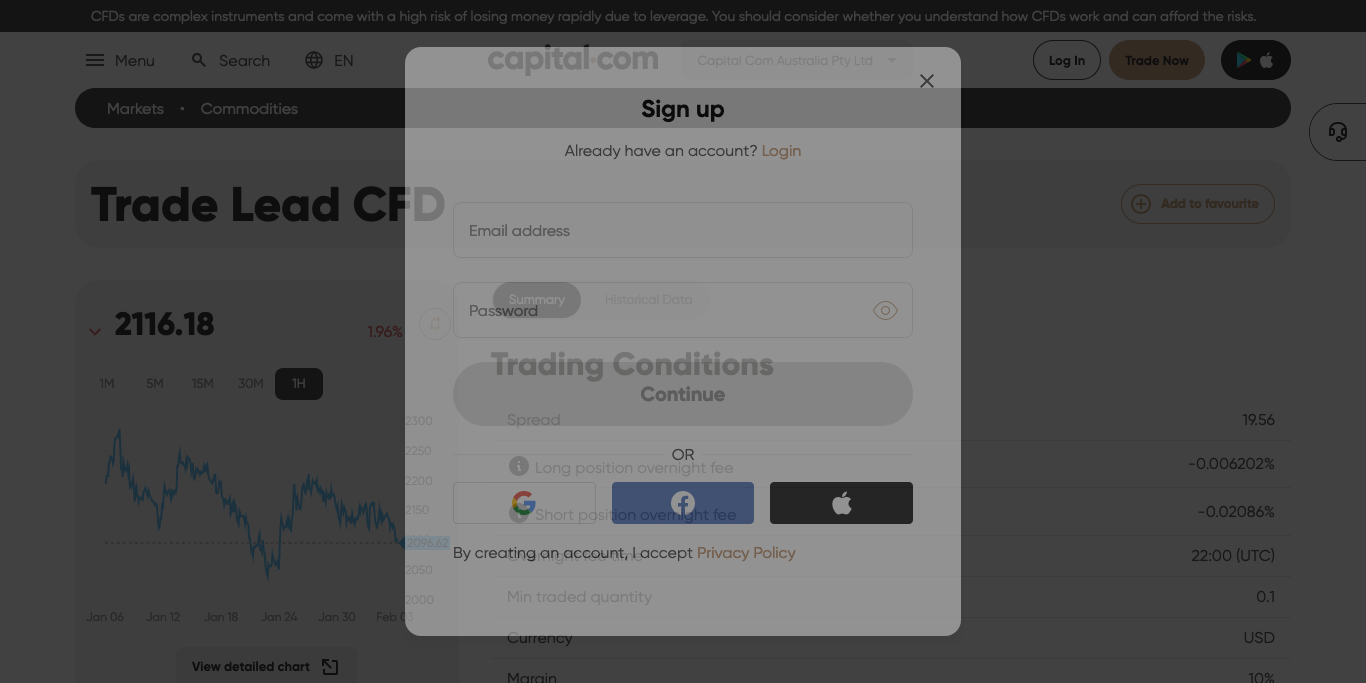 CFDs are complex instruments and come with a high risk of losing money rapidly due to leverage. You should consider whether you understand how CFDs work and can afford the risks.
Menu
Search
EN
capital.com
Capital Com Australia Pty Ltd
Log In
Trade Now
Markets • Commodities
Sign up
Already have an account? Login
Trade Lead CFD
Add to favourite
Email address
Summary
Historical Data
Password
2116.18
1.96%
Trading Conditions
1M 5M 15M 30M 1H
Continue
2300
2250
2200
2150
2096.62
2050
2000
Jan 06 Jan 12 Jan 18 Jan 24 Jan 30 Feb 03
View detailed chart
Spread 19.56
OR
Long position overnight fee -0.006202%
Short position overnight fee -0.02086%
By creating an account, I accept Privacy Policy
Overnight fee time 22:00 (UTC)
Min traded quantity 0.1
Currency USD
Margin 10%